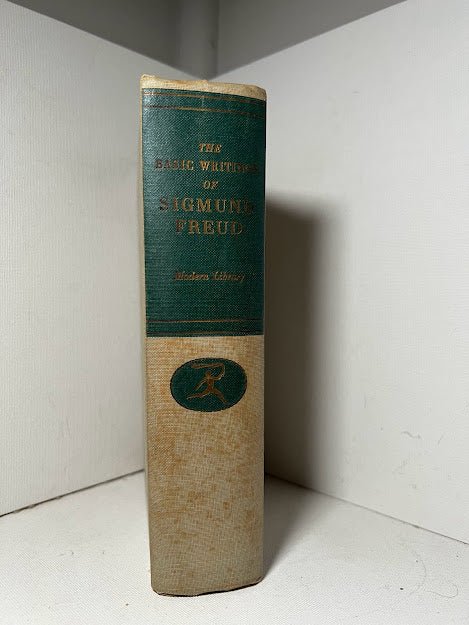 THE
BASIC WRITINGS
OF
SIGMUND
FREUD
Modern Library